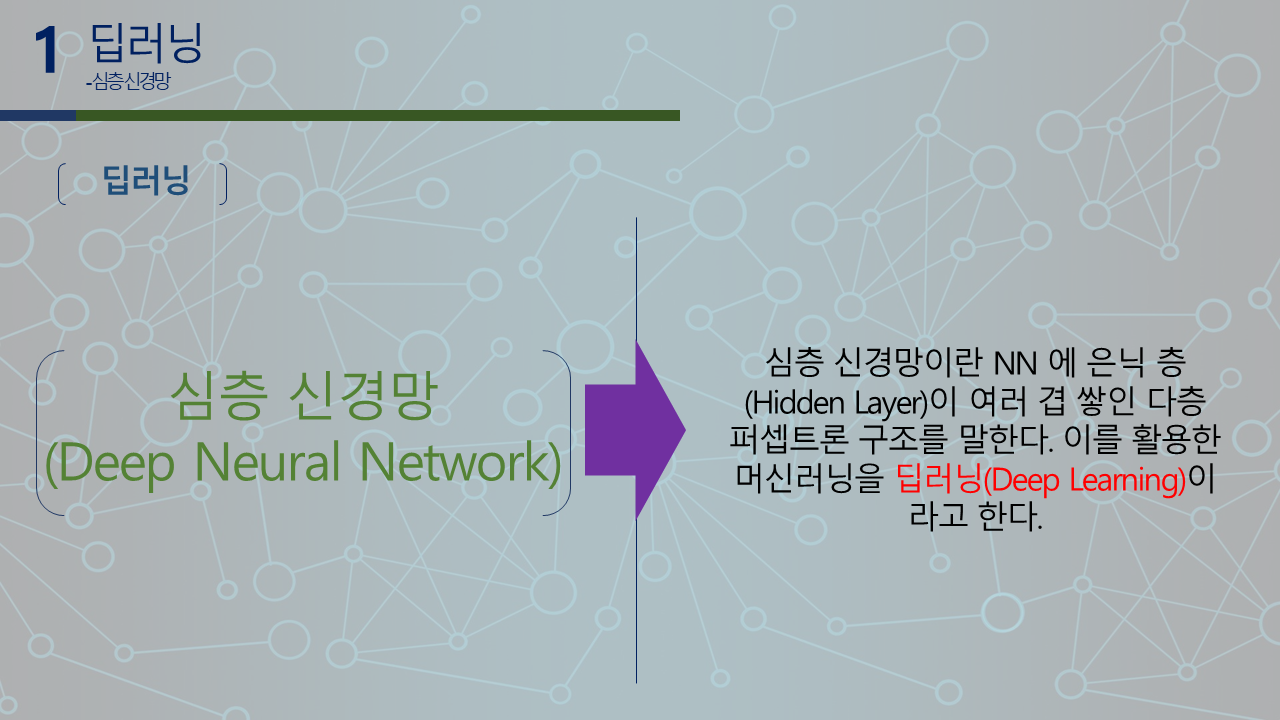 1 딥러닝
-심층신경망
딥러닝
심층 신경망
(Deep Neural Network)
심층 신경망이란 NN 에 은닉 층
(Hidden Layer)이 여러 겹 쌓인 다층
퍼셉트론 구조를 말한다. 이를 활용한
머신러닝을 딥러닝(Deep Learning)이
라고 한다.